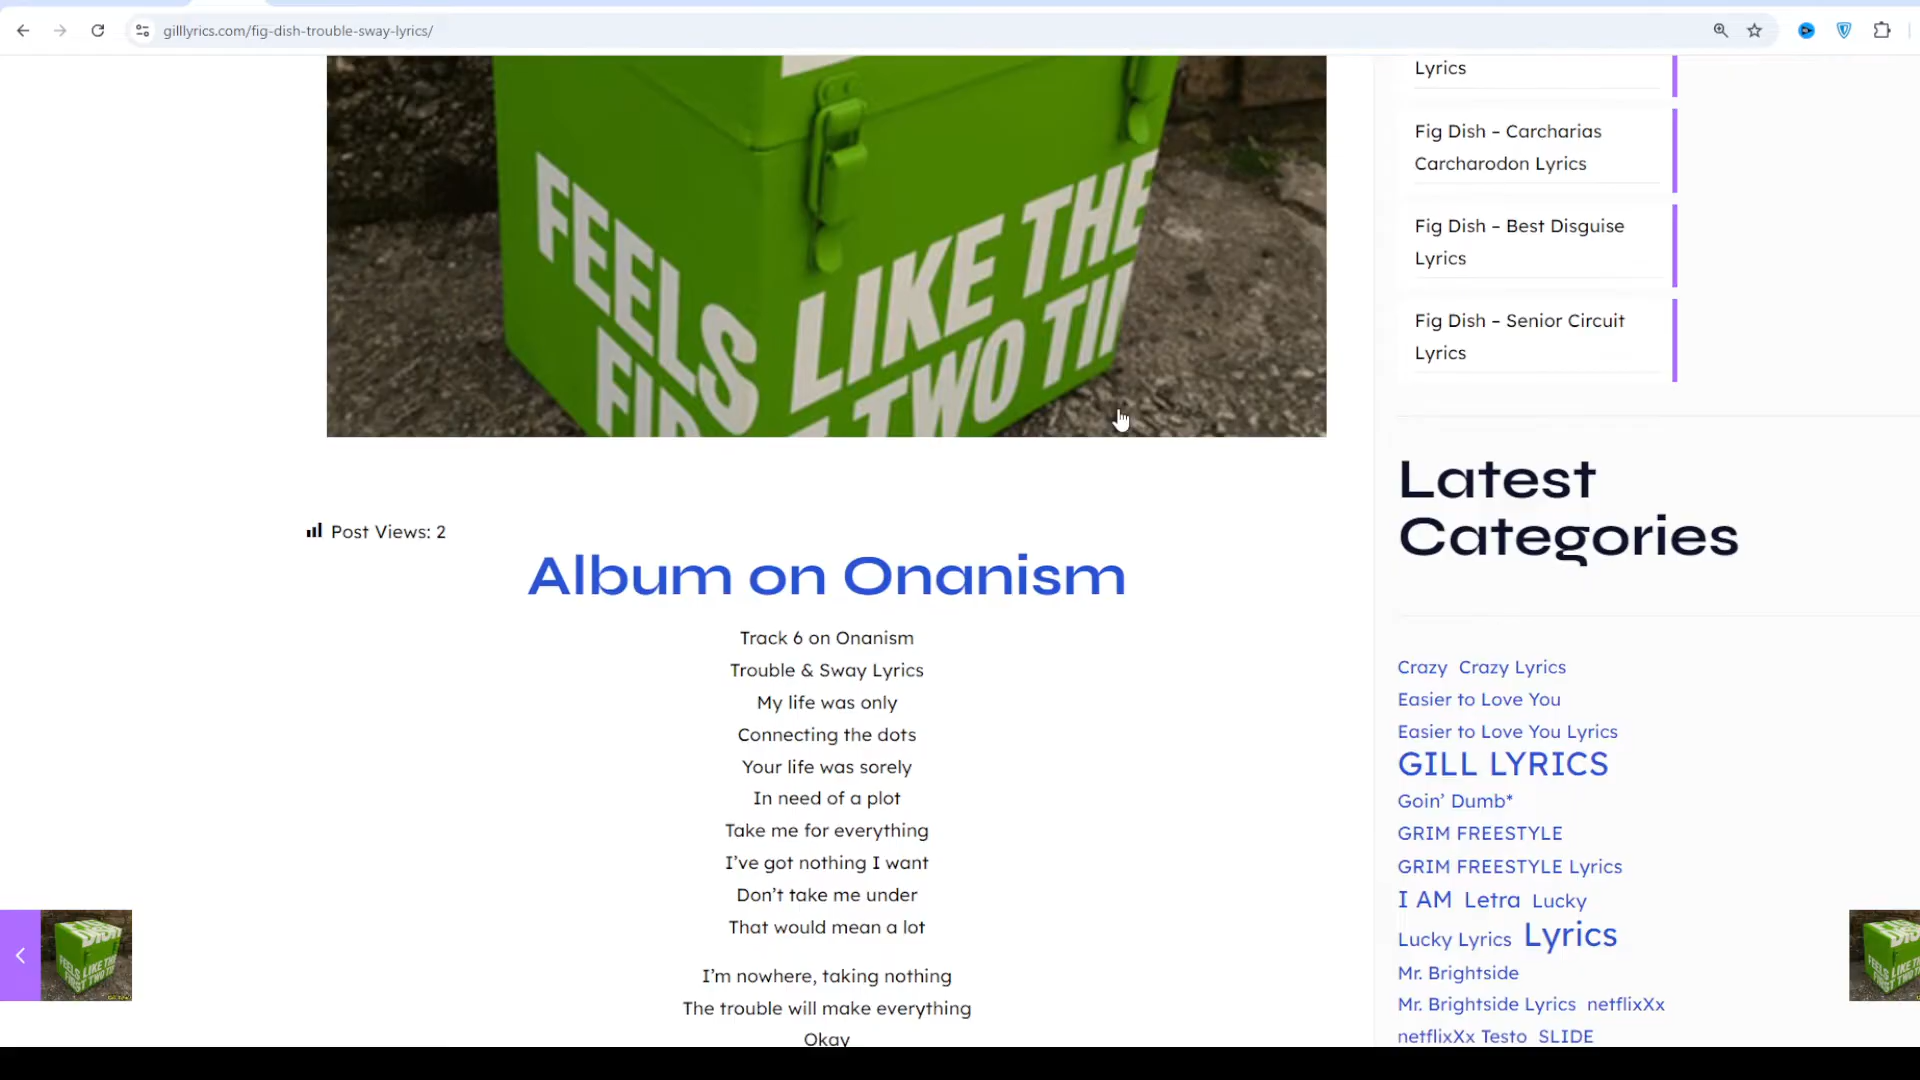 gilllyrics.com/fig-dish-trouble-sway-lyrics/
FEELS LIKE THE
TWO
Post Views: 2
Album on Onanism
Track 6 on Onanism
Trouble & Sway Lyrics
My life was only
Connecting the dots
Your life was sorely
In need of a plot
Take me for everything
I’ve got nothing I want
Don’t take me under
That would mean a lot
I’m nowhere, taking nothing
The trouble will make everything
Okay
Lyrics
Fig Dish – Carcharias
Carcharodon Lyrics
Fig Dish – Best Disguise
Lyrics
Fig Dish – Senior Circuit
Lyrics
Latest
Categories
Crazy Crazy Lyrics
Easier to Love You
Easier to Love You Lyrics
GILL LYRICS
Goin’ Dumb*
GRIM FREESTYLE
GRIM FREESTYLE Lyrics
I AM Letra Lucky
Lucky Lyrics Lyrics
Mr. Brightside
Mr. Brightside Lyrics netflixXx
netflixXx Testo SLIDE